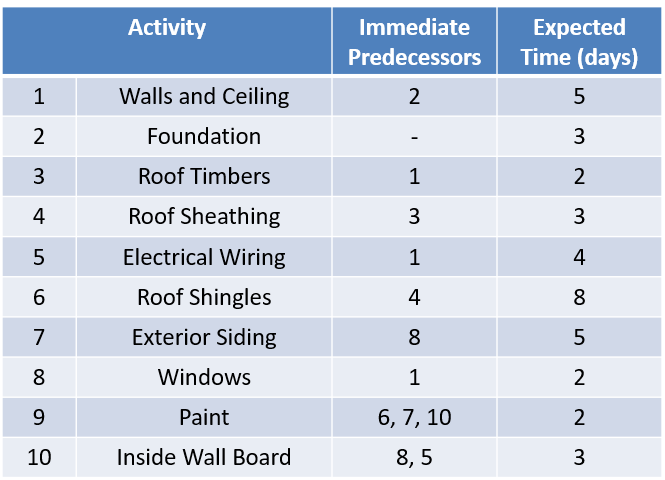 Activity Immediate Predecessors Expected Time (days)
1 Walls and Ceiling 2 5
2 Foundation - 3
3 Roof Timbers 1 2
4 Roof Sheathing 3 3
5 Electrical Wiring 1 4
6 Roof Shingles 4 8
7 Exterior Siding 8 5
8 Windows 1 2
9 Paint 6, 7, 10 2
10 Inside Wall Board 8, 5 3